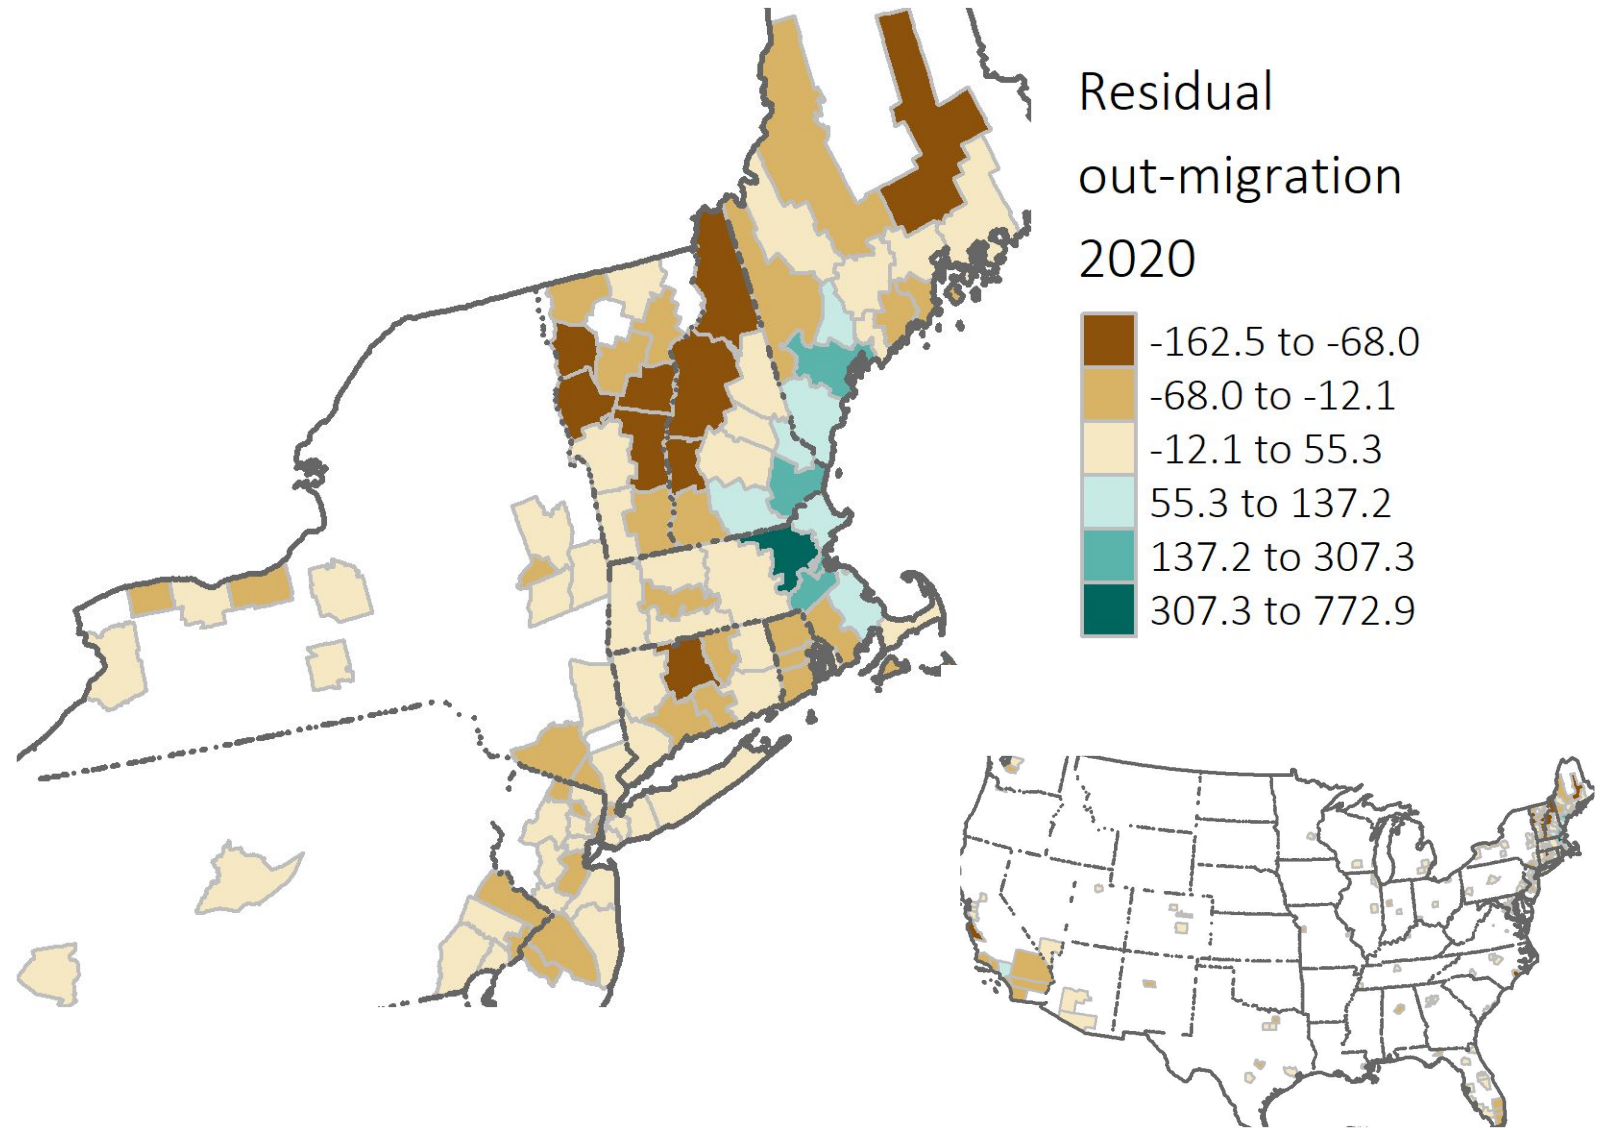 Residual
out-migration
2020
-162.5 to -68.0
-68.0 to -12.1
-12.1 to 55.3
55.3 to 137.2
137.2 to 307.3
307.3 to 772.9